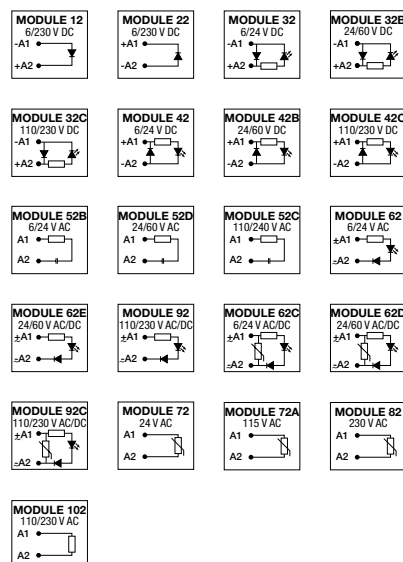 MODULE 12
6/230 V DC
-A1
+A2
MODULE 22
6/230 V DC
+A1
-A2
MODULE 32
6/24 V DC
-A1
+A2
MODULE 32B
24/60 V DC
-A1
+A2
MODULE 32C
110/230 V DC
-A1
+A2
MODULE 42
6/24 V DC
+A1
-A2
MODULE 42B
24/60 V DC
+A1
-A2
MODULE 42C
110/230 V DC
+A1
-A2
MODULE 52B
6/24 V AC
A1
A2
MODULE 52D
24/60 V AC
A1
A2
MODULE 52C
110/240 V AC
A1
A2
MODULE 62
6/24 V AC
±A1
±A2
MODULE 62E
24/60 V AC/DC
±A1
±A2
MODULE 92
110/230 V AC/DC
±A1
±A2
MODULE 62C
6/24 V AC/DC
±A1
±A2
MODULE 62D
24/60 V AC/DC
±A1
±A2
MODULE 92C
110/230 V AC/DC
±A1
±A2
MODULE 72
24 V AC
A1
A2
MODULE 72A
115 V AC
A1
A2
MODULE 82
230 V AC
A1
A2
MODULE 102
110/230 V AC
A1
A2